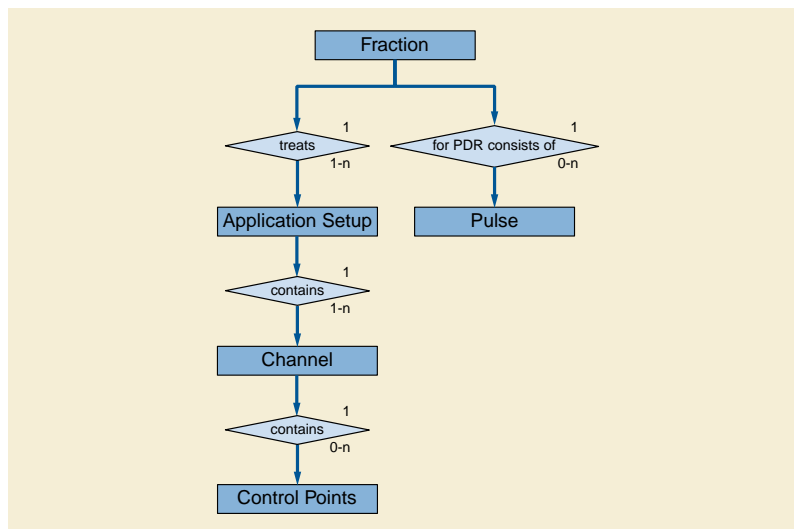 Fraction
1
1
treats
for PDR consists of
1-n
0-n
Application Setup
Pulse
1
contains
1-n
Channel
1
contains
0-n
Control Points